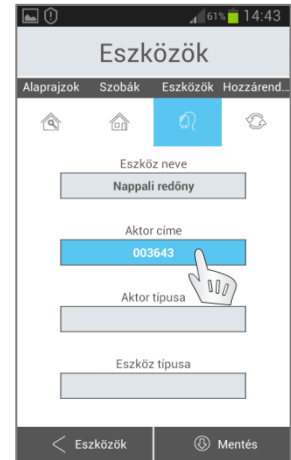 61% 14:43
Eszközök
Alaprajzok Szobák Eszközök Hozzárend...
Eszköz neve
Nappali redőny
Aktor címe
003643
Aktor típusa
Eszköz típusa
Eszközök Mentés